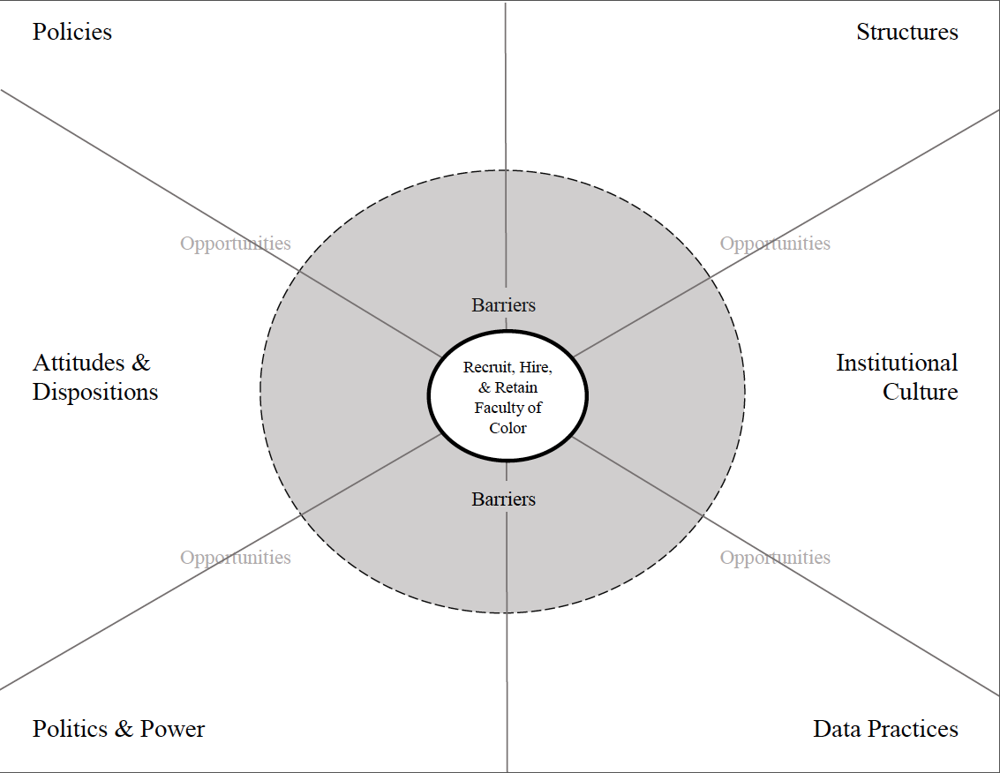 Policies
Structures
Opportunities
Opportunities
Barriers
Attitudes &
Dispositions
Recruit, Hire,
& Retain
Faculty of
Color
Institutional
Culture
Barriers
Opportunities
Opportunities
Politics & Power
Data Practices